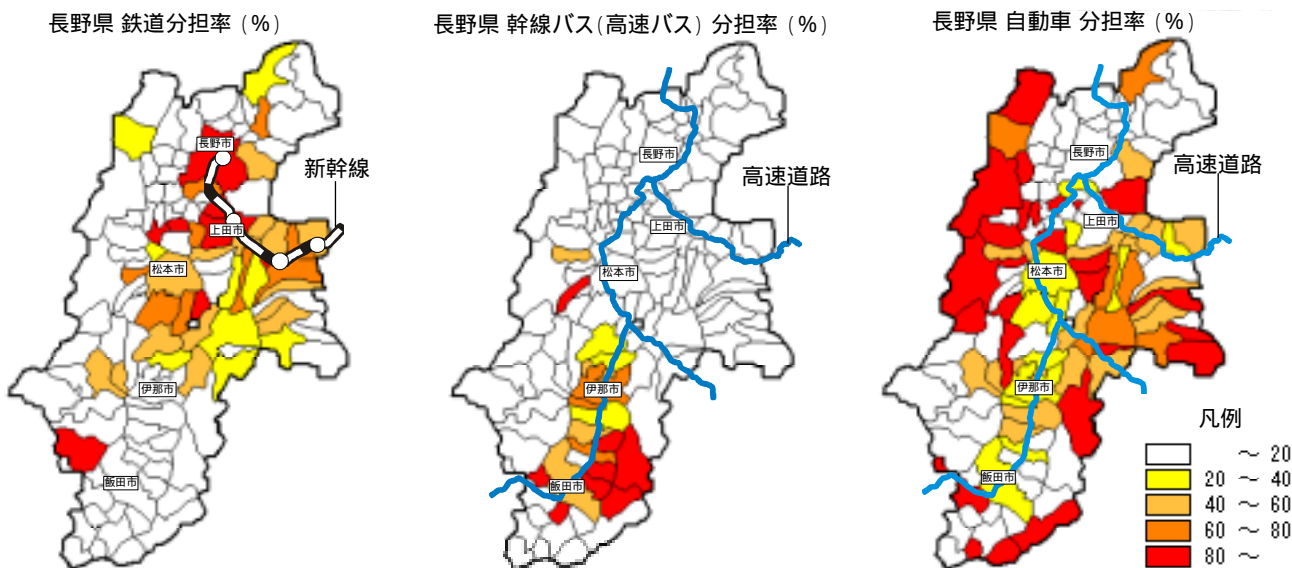 長野県 鉄道分担率 (%)
長野市
新幹線
上田市
松本市
伊那市
飯田市
長野県 幹線バス(高速バス) 分担率 (%)
長野市
高速道路
上田市
松本市
伊那市
飯田市
長野県 自動車 分担率 (%)
長野市
高速道路
上田市
松本市
伊那市
飯田市
凡例
～ 20
20 ～ 40
40 ～ 60
60 ～ 80
80 ～